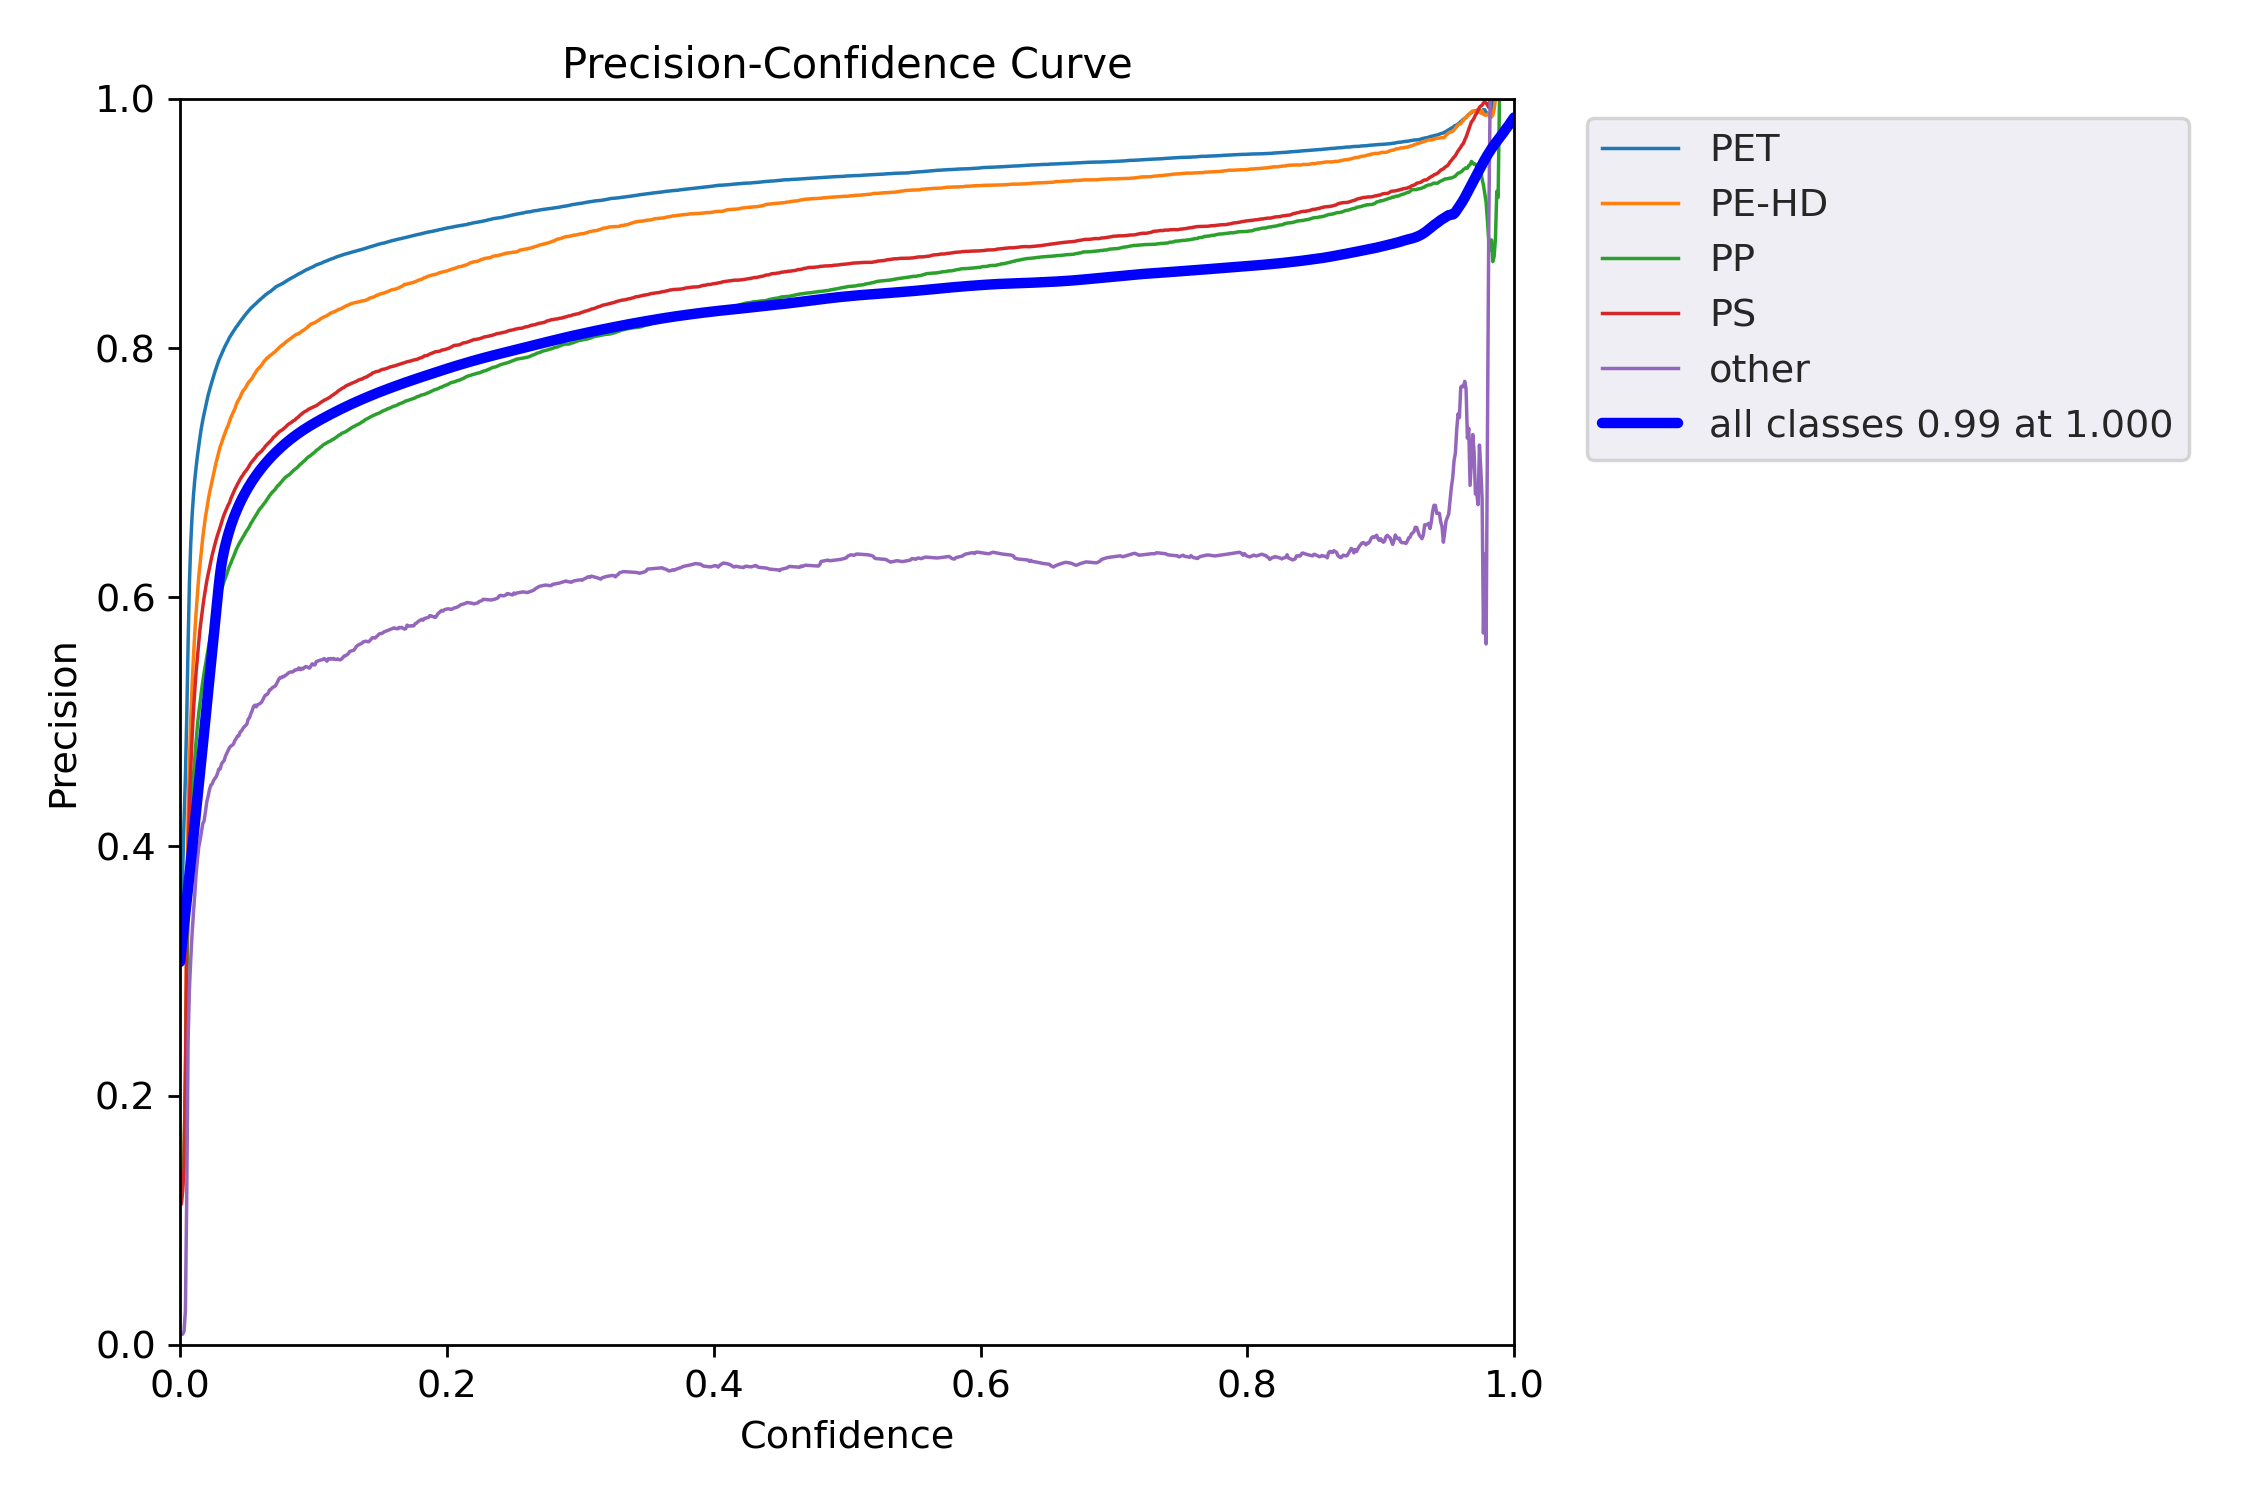 Precision-Confidence Curve
1.0
0.8
0.6
0.4
0.2
0.0
Precision
0.0 0.2 0.4 0.6 0.8 1.0
Confidence
PET
PE-HD
PP
PS
other
all classes 0.99 at 1.000